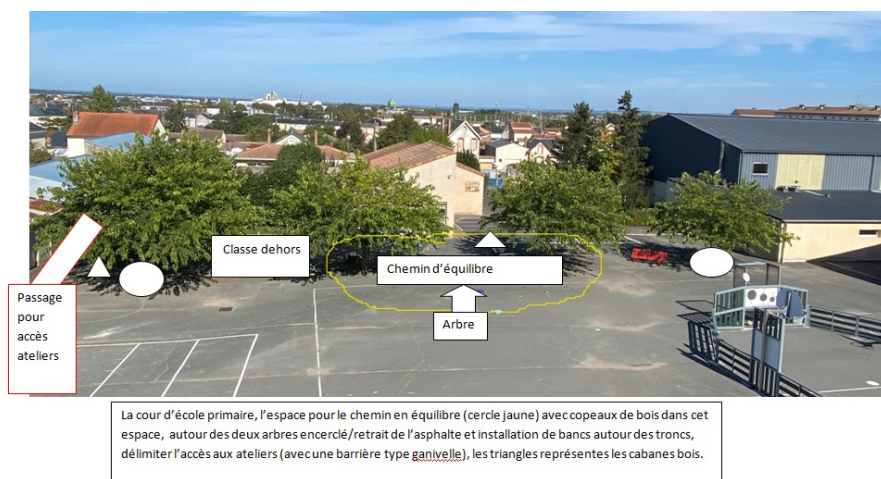 Classe dehors
Chemin d’équilibre
Passage
pour
accès
ateliers
Arbre
La cour d’école primaire, l’espace pour le chemin en équilibre (cercle jaune) avec copeaux de bois dans cet
espace, autour des deux arbres encerclé/retrait de l’asphalte et installation de bancs autour des troncs,
délimiter l’accès aux ateliers (avec une barrière type ganivelle), les triangles représentes les cabanes bois.